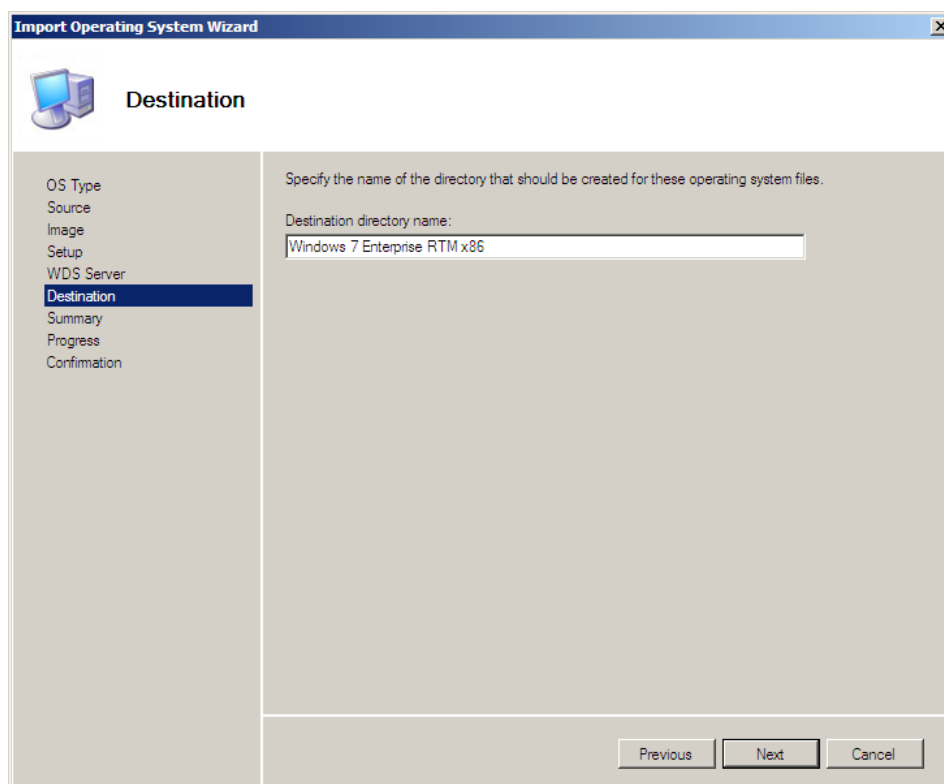 Import Operating System Wizard
Destination
OS Type
Source
Image
Setup
WDS Server
Destination
Summary
Progress
Confirmation
Specify the name of the directory that should be created for these operating system files.
Destination directory name:
Windows 7 Enterprise RTM x86
Previous
Next
Cancel